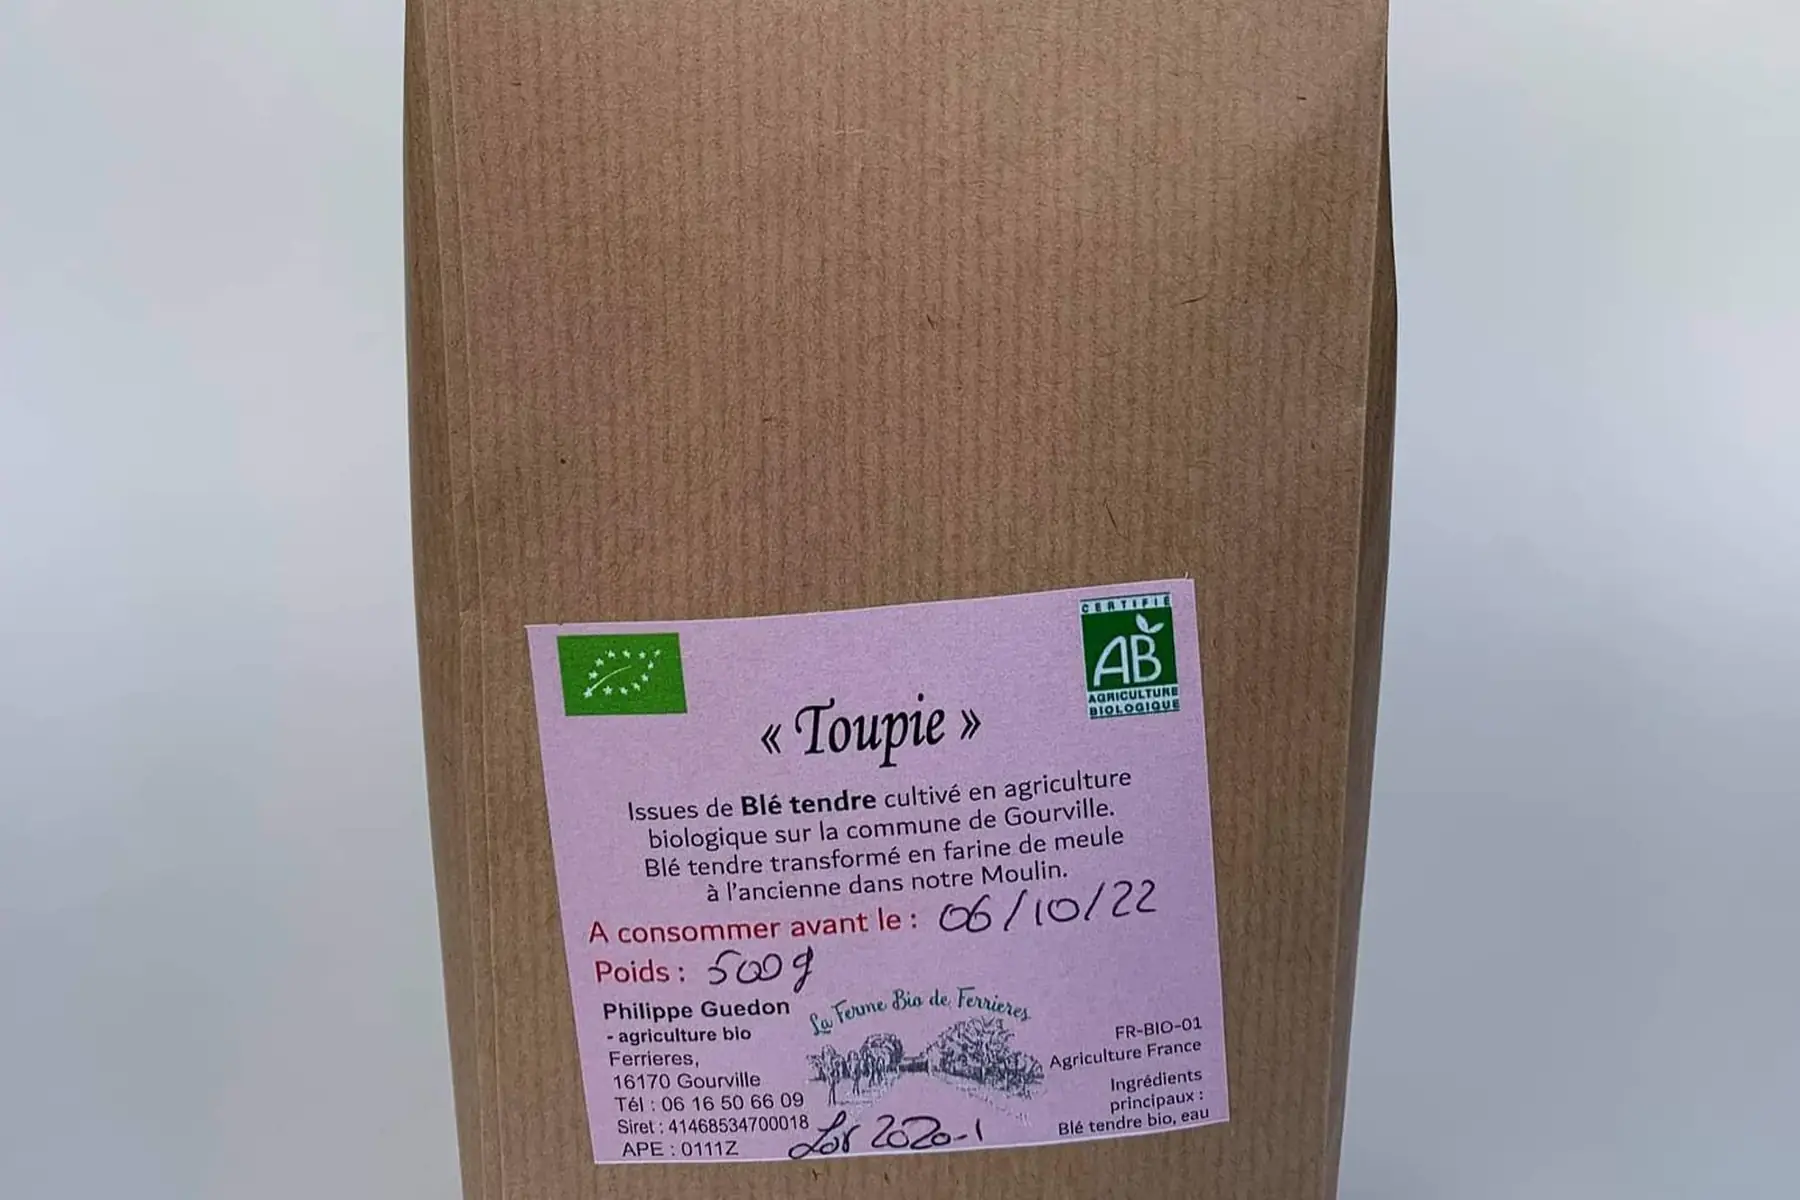 CERTIFIÉ
AB
AGRICULTURE
BIOLOGIQUE
« Toupie »
Issues de Blé tendre cultivé en agriculture
biologique sur la commune de Gourville.
Blé tendre transformé en farine de meule
à l'ancienne dans notre Moulin.
A consommer avant le : 06/10/22
Poids : 500g
Philippe Guedon
- agriculture bio
Ferrieres,
16170 Gourville
Tél : 06 16 50 66 09
Siret : 41468534700018
APE : 0111Z
La Ferme Bio de Ferrieres
Lot 2020-1
FR-BIO-01
Agriculture France
Ingrédients
principaux :
Blé tendre bio, eau